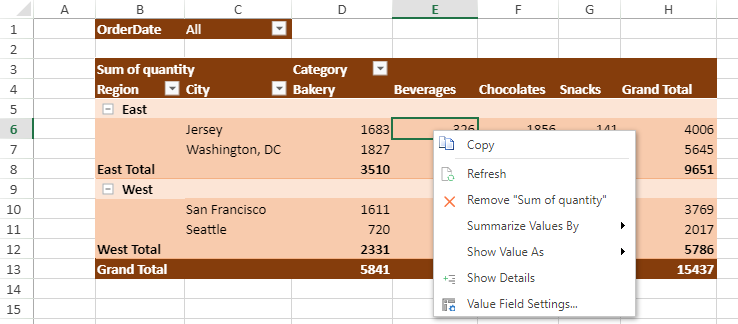 A B C D E F G H
1 OrderDate All
2
3 Sum of quantity Category
4 Region City Bakery Beverages Chocolates Snacks Grand Total
5 East
6 Jersey 1683 326 1856 141 4006
7 Washington, DC 1827 5645
8 East Total 3510 9651
9 West
10 San Francisco 1611 3769
11 Seattle 720 2017
12 West Total 2331 5786
13 Grand Total 5841 15437
14
15
Copy
Refresh
Remove "Sum of quantity"
Summarize Values By
Show Value As
Show Details
Value Field Settings...